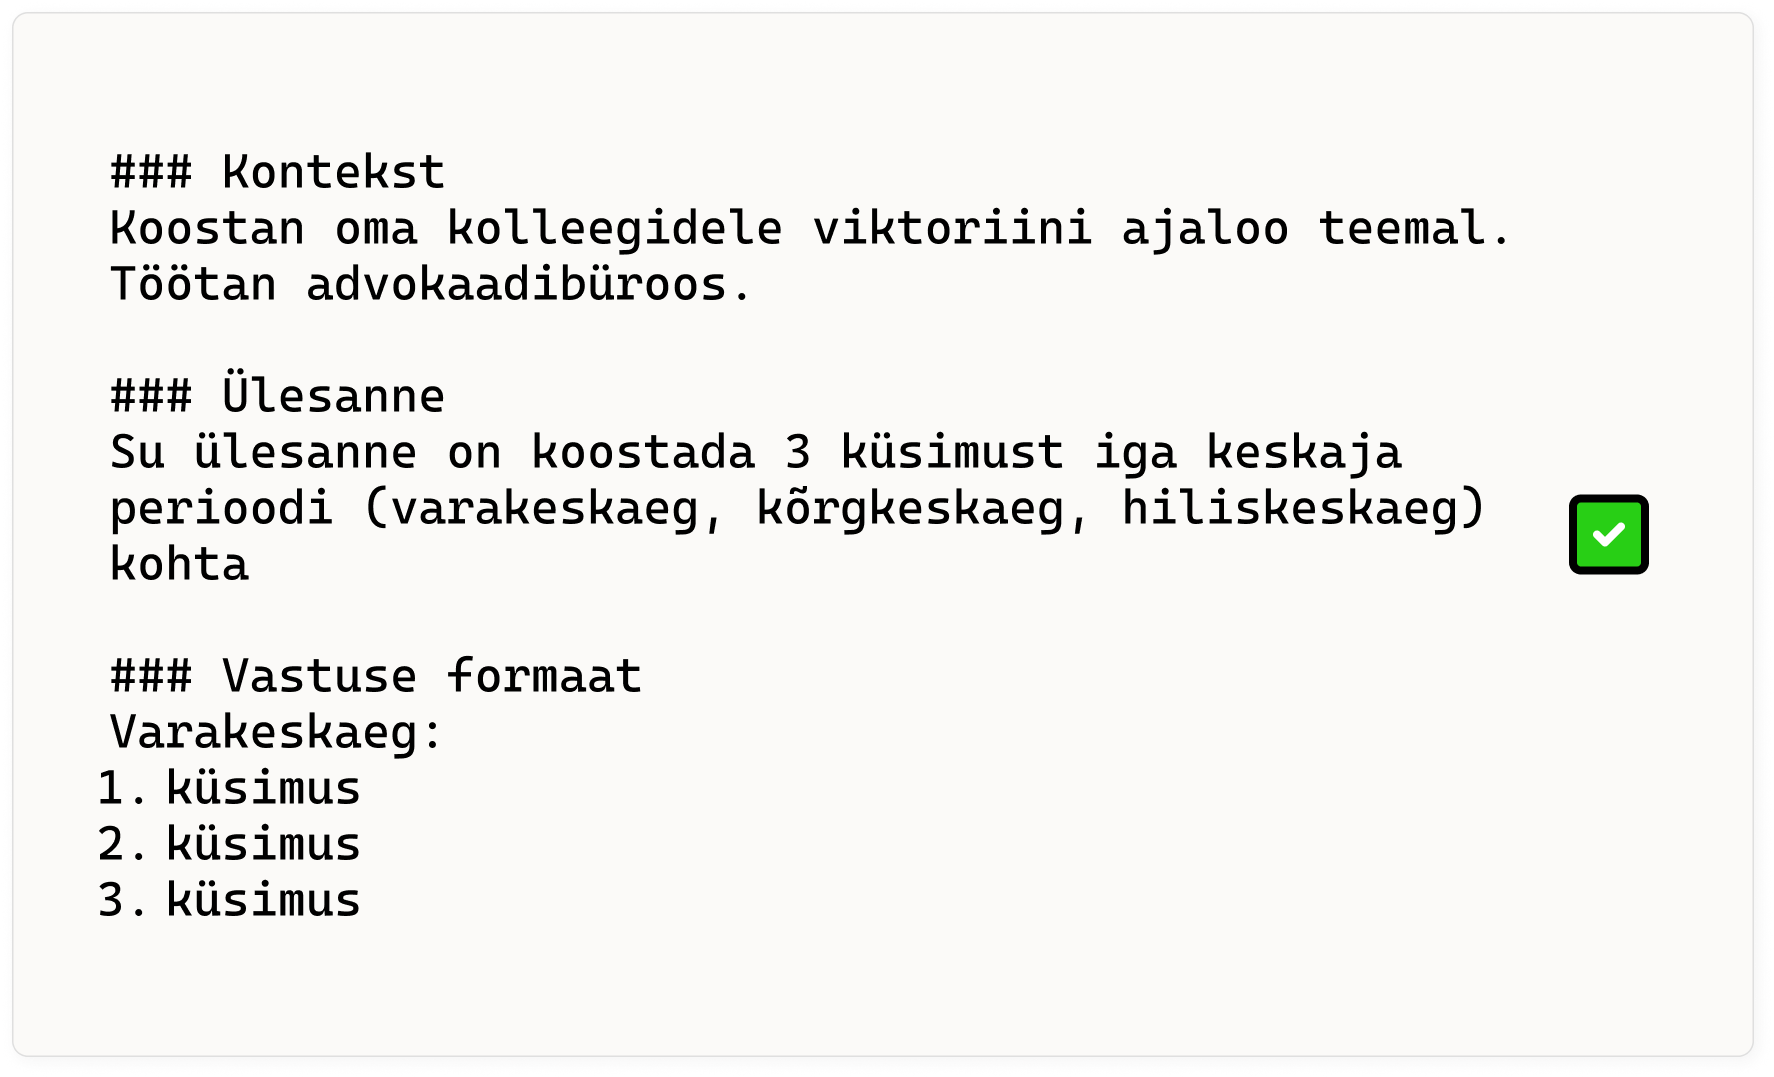 ### Kontekst
Koostan oma kolleegidele viktoriini ajaloo teemal.
Töötan advokaadibüroos.
### Ülesanne
Su ülesanne on koostada 3 küsimust iga keskaja
perioodi (varakeskaeg, kõrgkeskaeg, hiliskeskaeg)
kohta
### Vastuse formaat
Varakeskaeg:
1. küsimus
2. küsimus
3. küsimus